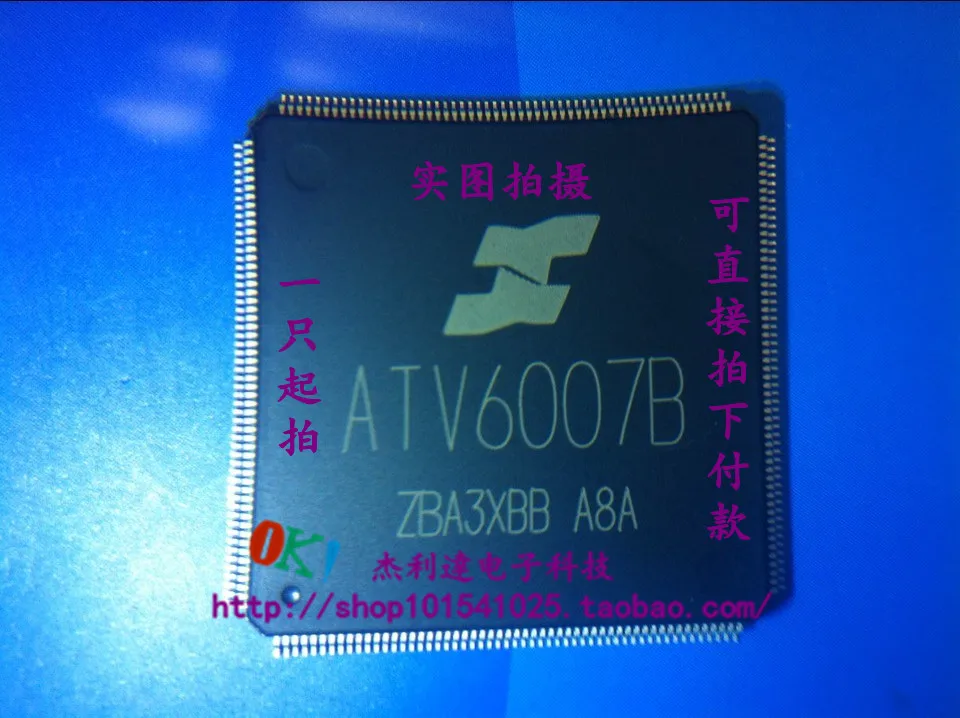 实图拍摄
一只起拍
可直接拍下付款
ATV6007B
ZBA3XBB A8A
OK!
杰利達电子科技
http://shop101541025.taobao.com/